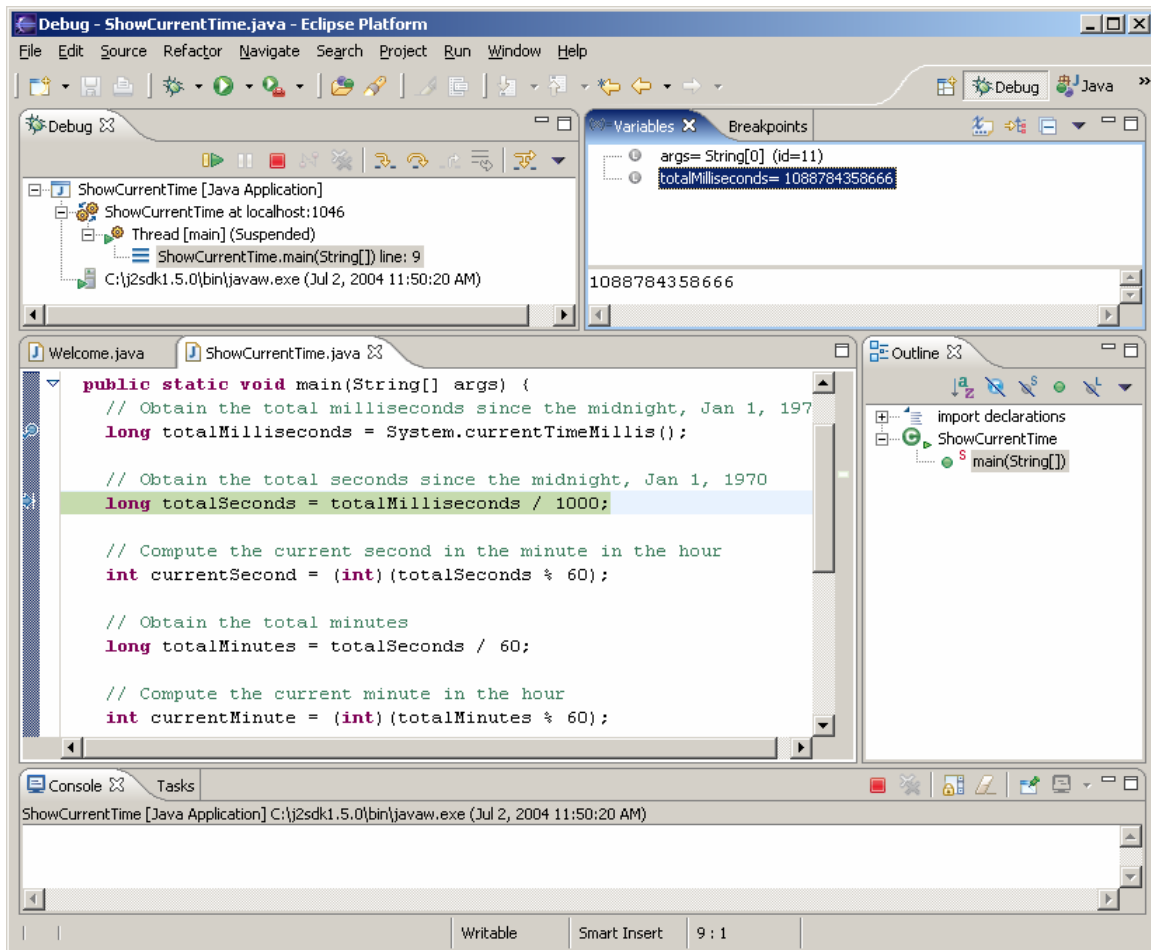 Debug - ShowCurrentTime.java - Eclipse Platform
File Edit Source Refactor Navigate Search Project Run Window Help
Debug Java »
Debug
ShowCurrentTime [Java Application]
ShowCurrentTime at localhost:1046
Thread [main] (Suspended)
ShowCurrentTime.main(String[]) line: 9
C:\j2sdk1.5.0\bin\javaw.exe (Jul 2, 2004 11:50:20 AM)
Variables Breakpoints
args= String[0] (id=11)
totalMilliseconds= 1088784358666
1088784358666
Welcome.java ShowCurrentTime.java
public static void main(String[] args) {
// Obtain the total milliseconds since the midnight, Jan 1, 197
long totalMilliseconds = System.currentTimeMillis();
// Obtain the total seconds since the midnight, Jan 1, 1970
long totalSeconds = totalMilliseconds / 1000;
// Compute the current second in the minute in the hour
int currentSecond = (int)(totalSeconds % 60);
// Obtain the total minutes
long totalMinutes = totalSeconds / 60;
// Compute the current minute in the hour
int currentMinute = (int)(totalMinutes % 60);
Outline
import declarations
ShowCurrentTime
main(String[])
Console Tasks
ShowCurrentTime [Java Application] C:\j2sdk1.5.0\bin\javaw.exe (Jul 2, 2004 11:50:20 AM)
Writable Smart Insert 9 : 1